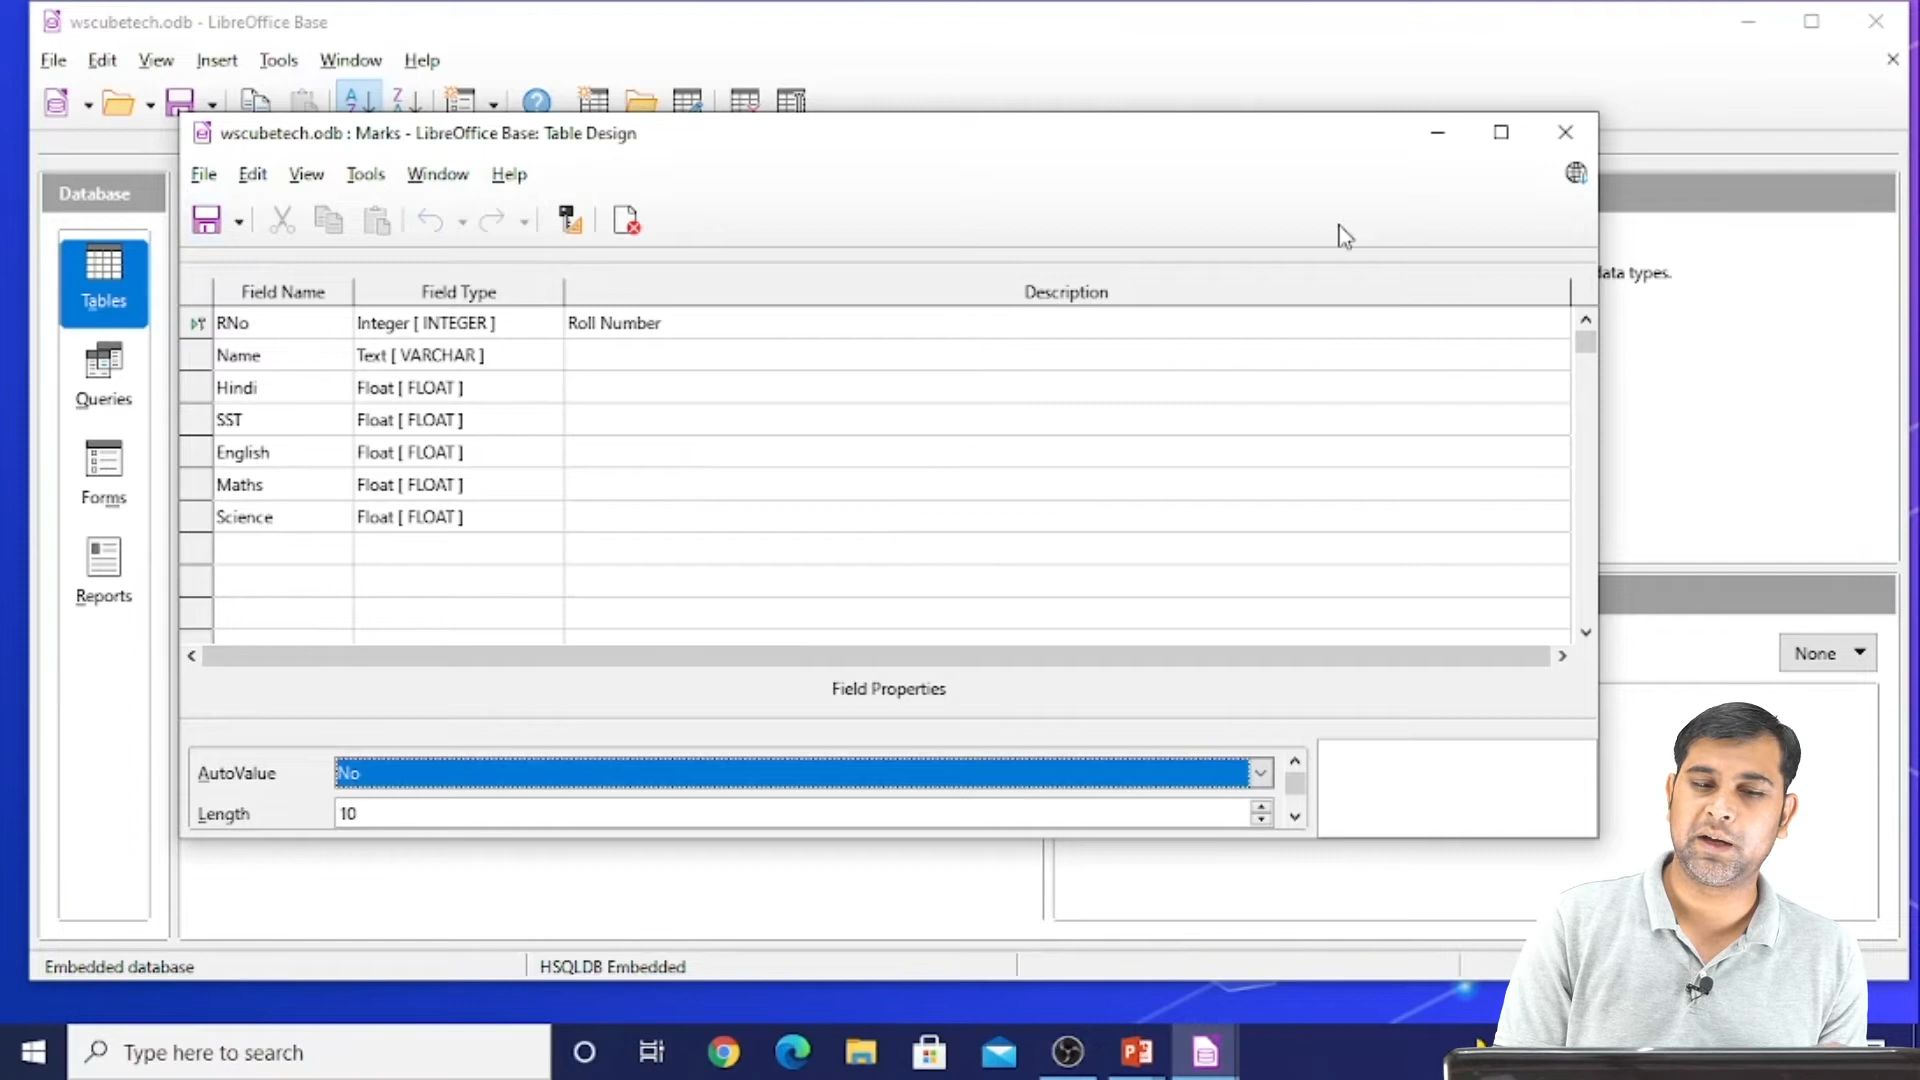 wscubetech.odb - LibreOffice Base
File Edit View Insert Tools Window Help
wscubetech.odb : Marks - LibreOffice Base: Table Design
File Edit View Tools Window Help
Database
Tables
Queries
Forms
Reports
Field Name Field Type Description
RNo Integer [ INTEGER ] Roll Number
Name Text [ VARCHAR ]
Hindi Float [ FLOAT ]
SST Float [ FLOAT ]
English Float [ FLOAT ]
Maths Float [ FLOAT ]
Science Float [ FLOAT ]
data types.
None
Field Properties
AutoValue No
Length 10
Embedded database HSQLDB Embedded
Type here to search